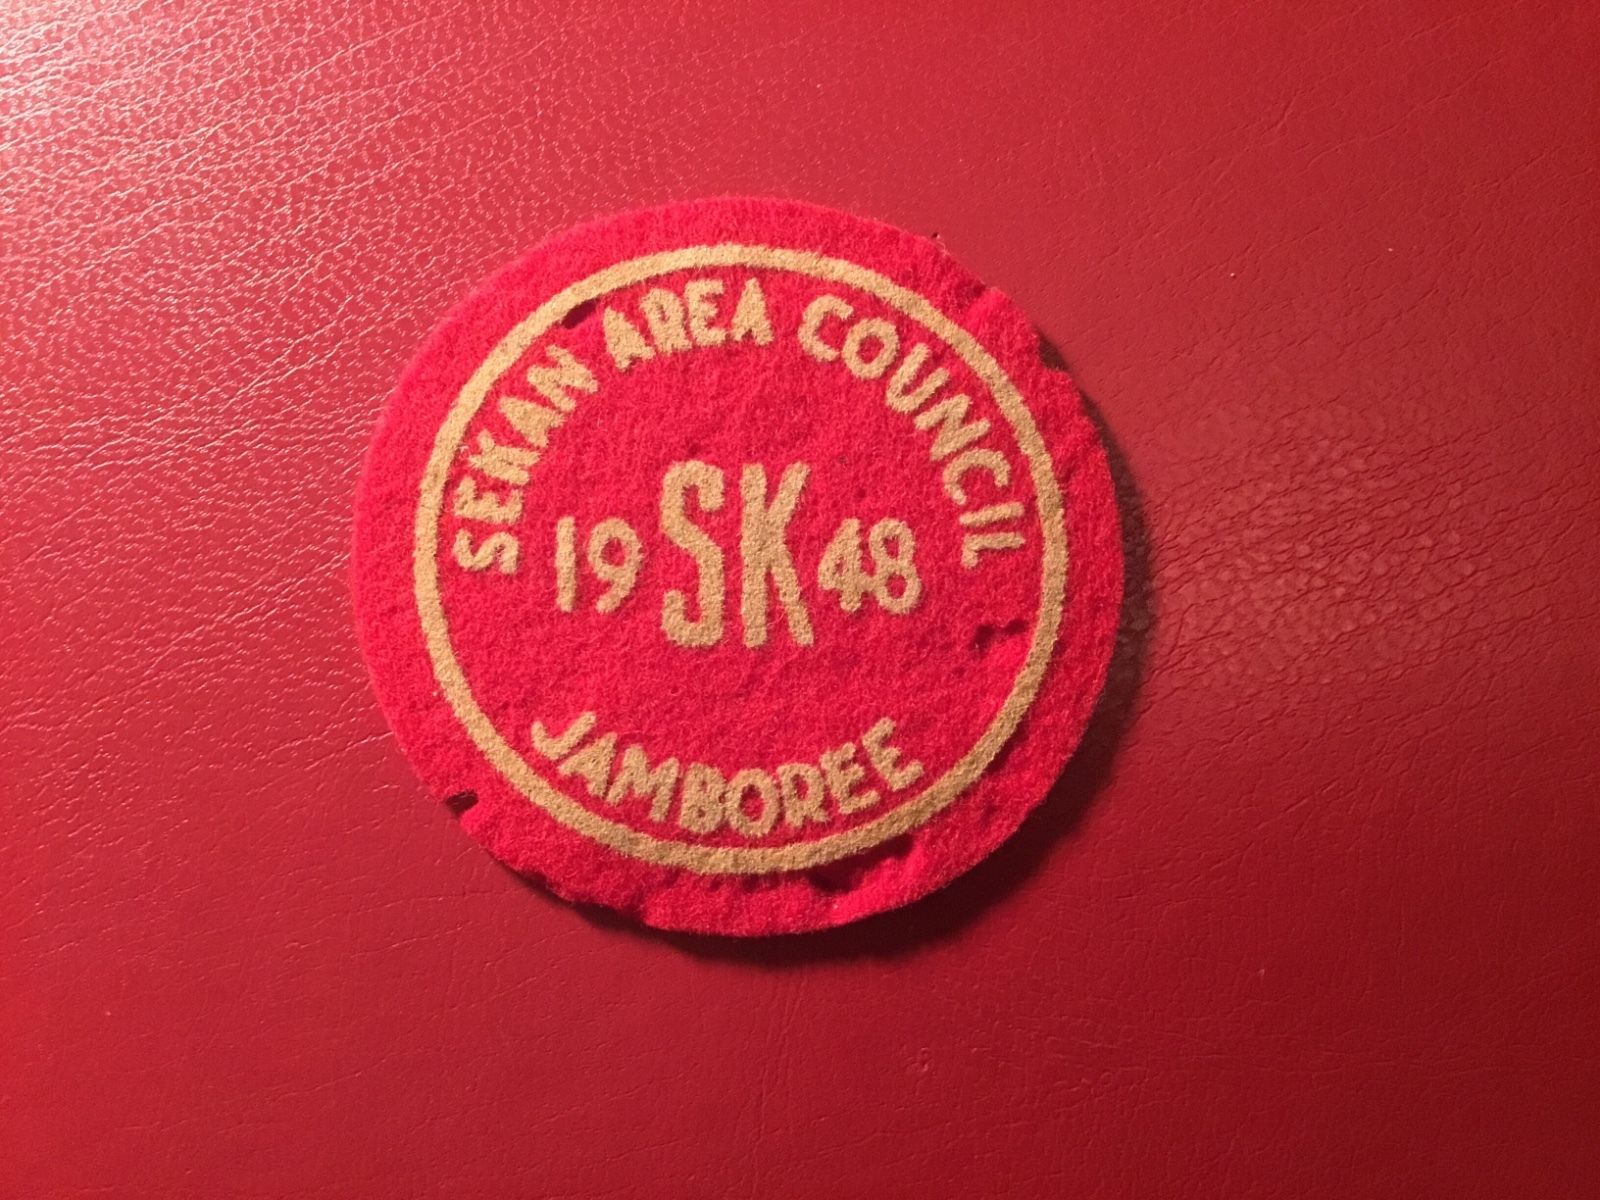 SEKAN AREA COUNCIL
19 SK 48
JAMBOREE